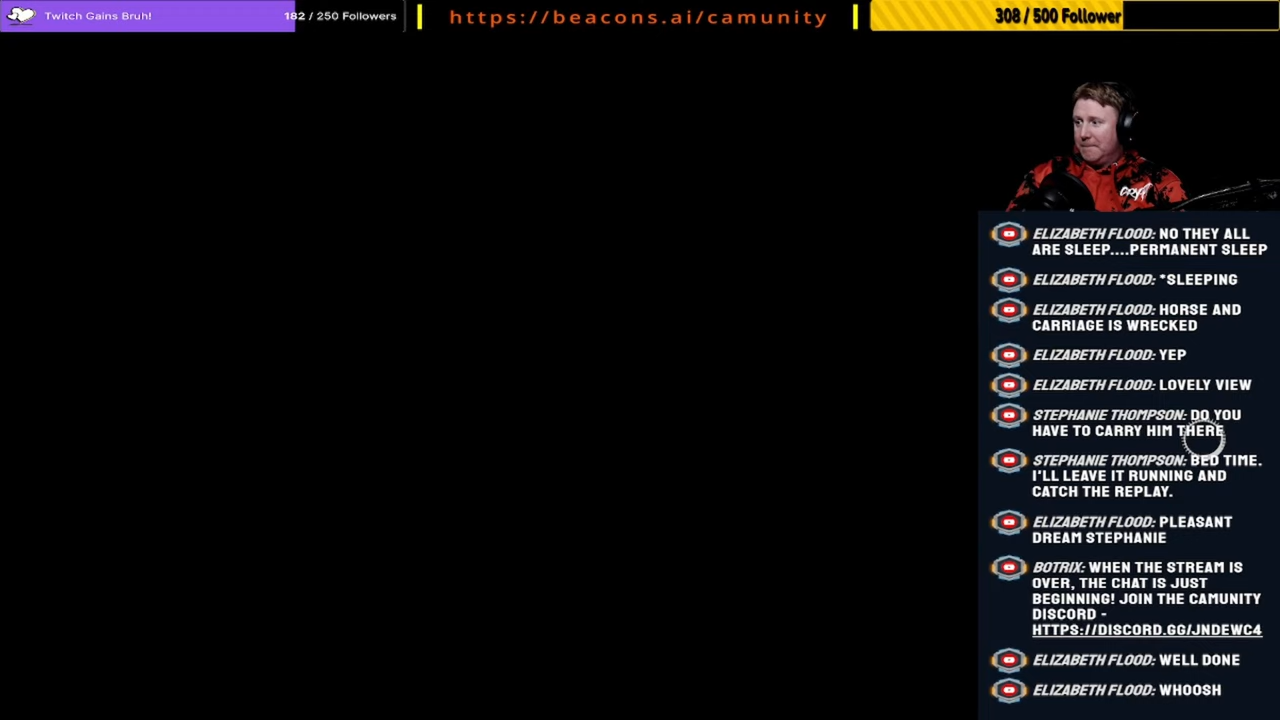 Twitch Gains Bruh!
182 / 250 Followers
https://beacons.ai/camunity
308 / 500 Follower
CRYPT
ELIZABETH FLOOD: NO THEY ALL
ARE SLEEP....PERMANENT SLEEP
ELIZABETH FLOOD: *SLEEPING
ELIZABETH FLOOD: HORSE AND
CARRIAGE IS WRECKED
ELIZABETH FLOOD: YEP
ELIZABETH FLOOD: LOVELY VIEW
STEPHANIE THOMPSON: DO YOU
HAVE TO CARRY HIM THERE
STEPHANIE THOMPSON: BED TIME.
I'LL LEAVE IT RUNNING AND
CATCH THE REPLAY.
ELIZABETH FLOOD: PLEASANT
DREAM STEPHANIE
BOTRIX: WHEN THE STREAM IS
OVER, THE CHAT IS JUST
BEGINNING! JOIN THE CAMUNITY
DISCORD -
HTTPS://DISCORD.GG/JNDEWC4
ELIZABETH FLOOD: WELL DONE
ELIZABETH FLOOD: WHOOSH